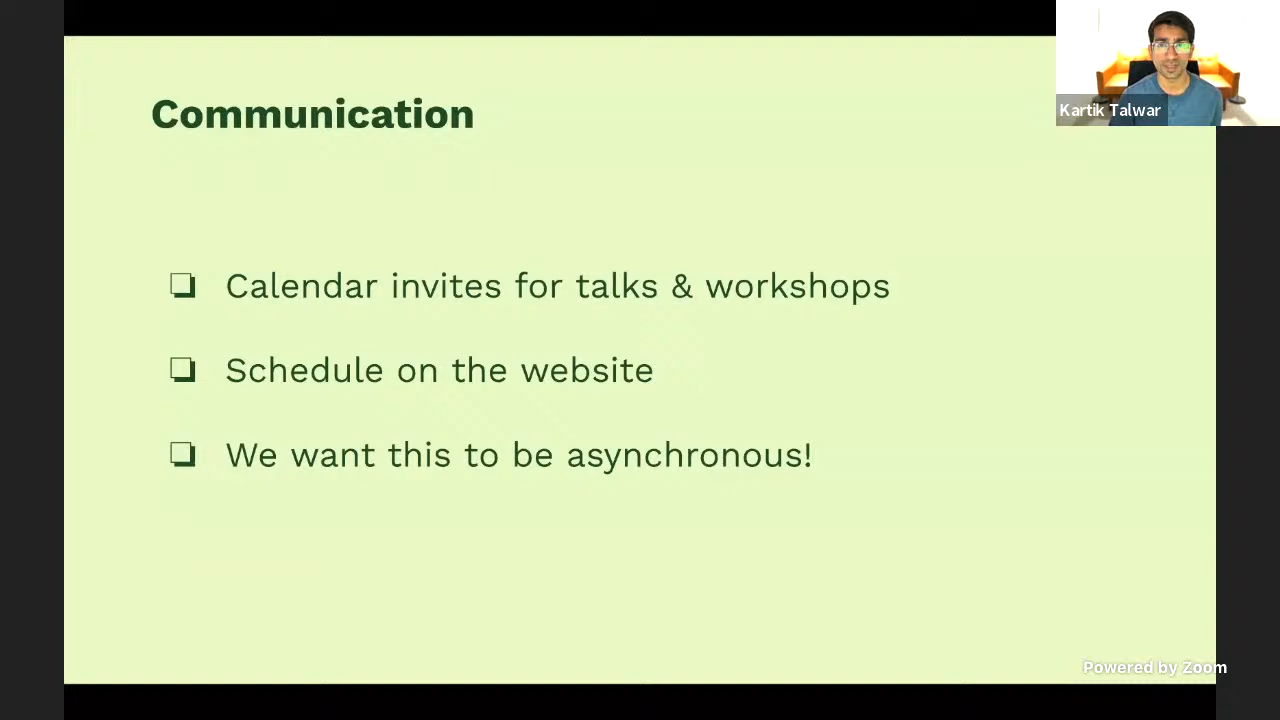 Communication
Kartik Talwar
❏ Calendar invites for talks & workshops
❏ Schedule on the website
❏ We want this to be asynchronous!
Powered by Zoom